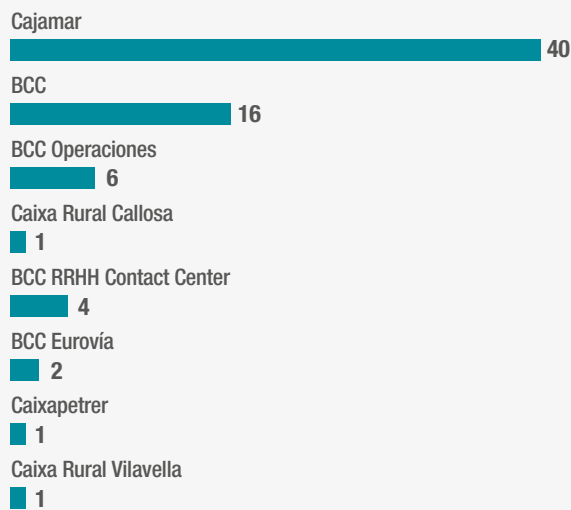 Cajamar
40
BCC
16
BCC Operaciones
6
Caixa Rural Callosa
1
BCC RRHH Contact Center
4
BCC Eurovía
2
Caixapetrer
1
Caixa Rural Vilavella
1